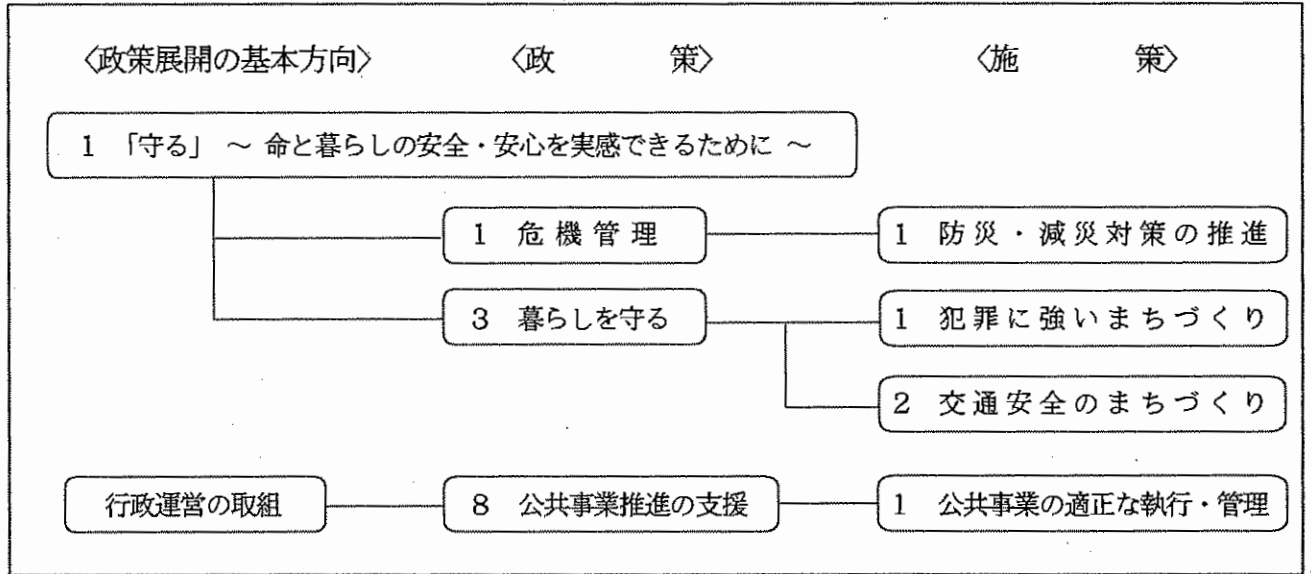 〈政策展開の基本方向〉 〈政 策〉 〈施 策〉
1 「守る」 ～ 命と暮らしの安全・安心を実感できるために ～
1 危機管理 1 防災・減災対策の推進
3 暮らしを守る 1 犯罪に強いまちづくり
2 交通安全のまちづくり
行政運営の取組 8 公共事業推進の支援 1 公共事業の適正な執行・管理